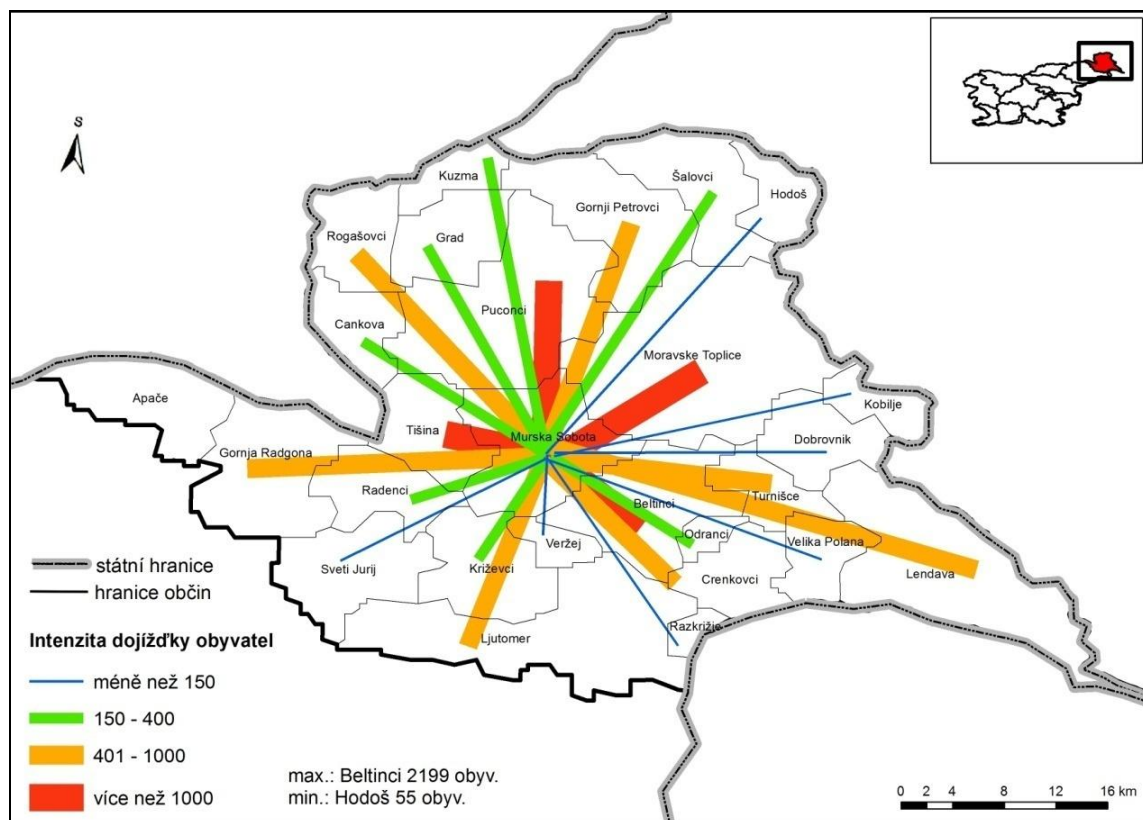 S
Kuzma
Šalovci
Hodoš
Gornji Petrovci
Rogašovci
Grad
Puconci
Cankova
Moravske Toplice
Apače
Kobilje
Tišina
Murska Sobota
Dobrovnik
Gornja Radgona
Radenci
Turnišce
Beltinci
Odranci
Velika Polana
Veržej
Sveti Jurij
Križevci
Crenkovci
Lendava
Razkrižje
Ljutomer
státní hranice
hranice občin
Intenzita dojížďky obyvatel
méně než 150
150 - 400
401 - 1000
více než 1000
max.: Beltinci 2199 obyv.
min.: Hodoš 55 obyv.
0 2 4 8 12 16 km